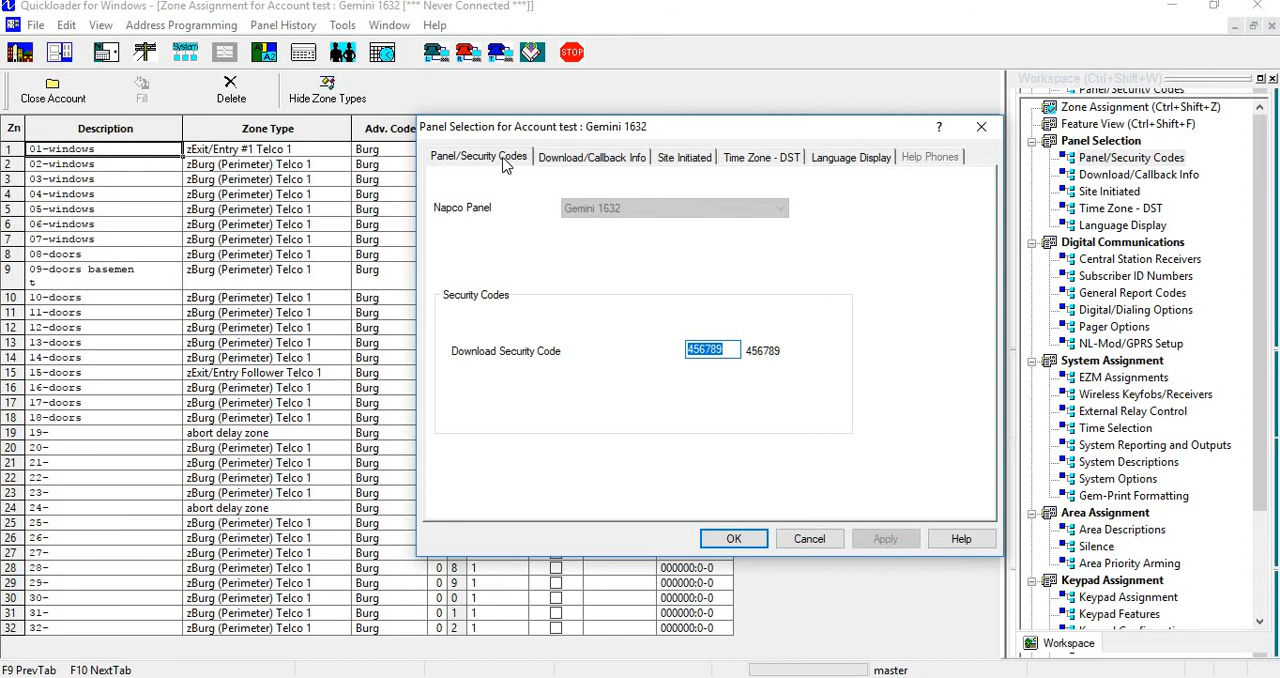 Quickloader for Windows - [Zone Assignment for Account test : Gemini 1632 [*** Never Connected ***]]
File Edit View Address Programming Panel History Tools Window Help
System
A1 A2
STOP
Close Account Fill Delete Hide Zone Types
Zn Description Zone Type Adv. Code
1 01-windows zExit/Entry #1 Telco 1 Burg
2 02-windows zBurg (Perimeter) Telco 1 Burg
3 03-windows zBurg (Perimeter) Telco 1 Burg
4 04-windows zBurg (Perimeter) Telco 1 Burg
5 05-windows zBurg (Perimeter) Telco 1 Burg
6 06-windows zBurg (Perimeter) Telco 1 Burg
7 07-windows zBurg (Perimeter) Telco 1 Burg
8 08-doors zBurg (Perimeter) Telco 1 Burg
9 09-doors basemen zBurg (Perimeter) Telco 1 Burg
t
10 10-doors zBurg (Perimeter) Telco 1 Burg
11 11-doors zBurg (Perimeter) Telco 1 Burg
12 12-doors zBurg (Perimeter) Telco 1 Burg
13 13-doors zBurg (Perimeter) Telco 1 Burg
14 14-doors zBurg (Perimeter) Telco 1 Burg
15 15-doors zExit/Entry Follower Telco 1 Burg
16 16-doors zBurg (Perimeter) Telco 1 Burg
17 17-doors zBurg (Perimeter) Telco 1 Burg
18 18-doors zBurg (Perimeter) Telco 1 Burg
19 19- abort delay zone Burg
20 20- zBurg (Perimeter) Telco 1 Burg
21 21- zBurg (Perimeter) Telco 1 Burg
22 22- zBurg (Perimeter) Telco 1 Burg
23 23- zBurg (Perimeter) Telco 1 Burg
24 24- abort delay zone Burg
25 25- zBurg (Perimeter) Telco 1 Burg
26 26- zBurg (Perimeter) Telco 1 Burg
27 27- zBurg (Perimeter) Telco 1 Burg
28 28- zBurg (Perimeter) Telco 1 Burg 0 8 1 000000:0-0
29 29- zBurg (Perimeter) Telco 1 Burg 0 9 1 000000:0-0
30 30- zBurg (Perimeter) Telco 1 Burg 0 0 1 000000:0-0
31 31- zBurg (Perimeter) Telco 1 Burg 0 1 1 000000:0-0
32 32- zBurg (Perimeter) Telco 1 Burg 0 2 1 000000:0-0
Panel Selection for Account test : Gemini 1632
Panel/Security Codes Download/Callback Info Site Initiated Time Zone - DST Language Display Help Phones
Napco Panel Gemini 1632
Security Codes
Download Security Code 456789 456789
OK Cancel Apply Help
Workspace (Ctrl+Shift+W)
Panel/Security Codes
Zone Assignment (Ctrl+Shift+Z)
Feature View (Ctrl+Shift+F)
Panel Selection
Panel/Security Codes
Download/Callback Info
Site Initiated
Time Zone - DST
Language Display
Digital Communications
Central Station Receivers
Subscriber ID Numbers
General Report Codes
Digital/Dialing Options
Pager Options
NL-Mod/GPRS Setup
System Assignment
EZM Assignments
Wireless Keyfobs/Receivers
External Relay Control
Time Selection
System Reporting and Outputs
System Descriptions
System Options
Gem-Print Formatting
Area Assignment
Area Descriptions
Silence
Area Priority Arming
Keypad Assignment
Keypad Assignment
Keypad Features
Workspace
F9 PrevTab F10 NextTab master